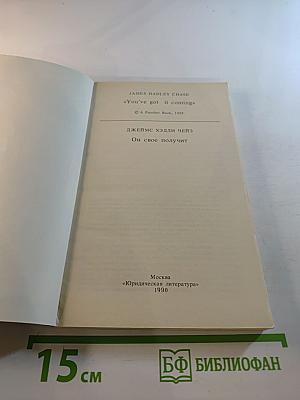 JAMES HADLEY CHASE
«You've got it coming»
© A Panther Book,
ДЖЕЙМС ХЭДЛИ ЧЕЙЗ
Он свое получит
Москва
«Юридическая литература»
1990
15 см
БФ БИБЛИОФАН